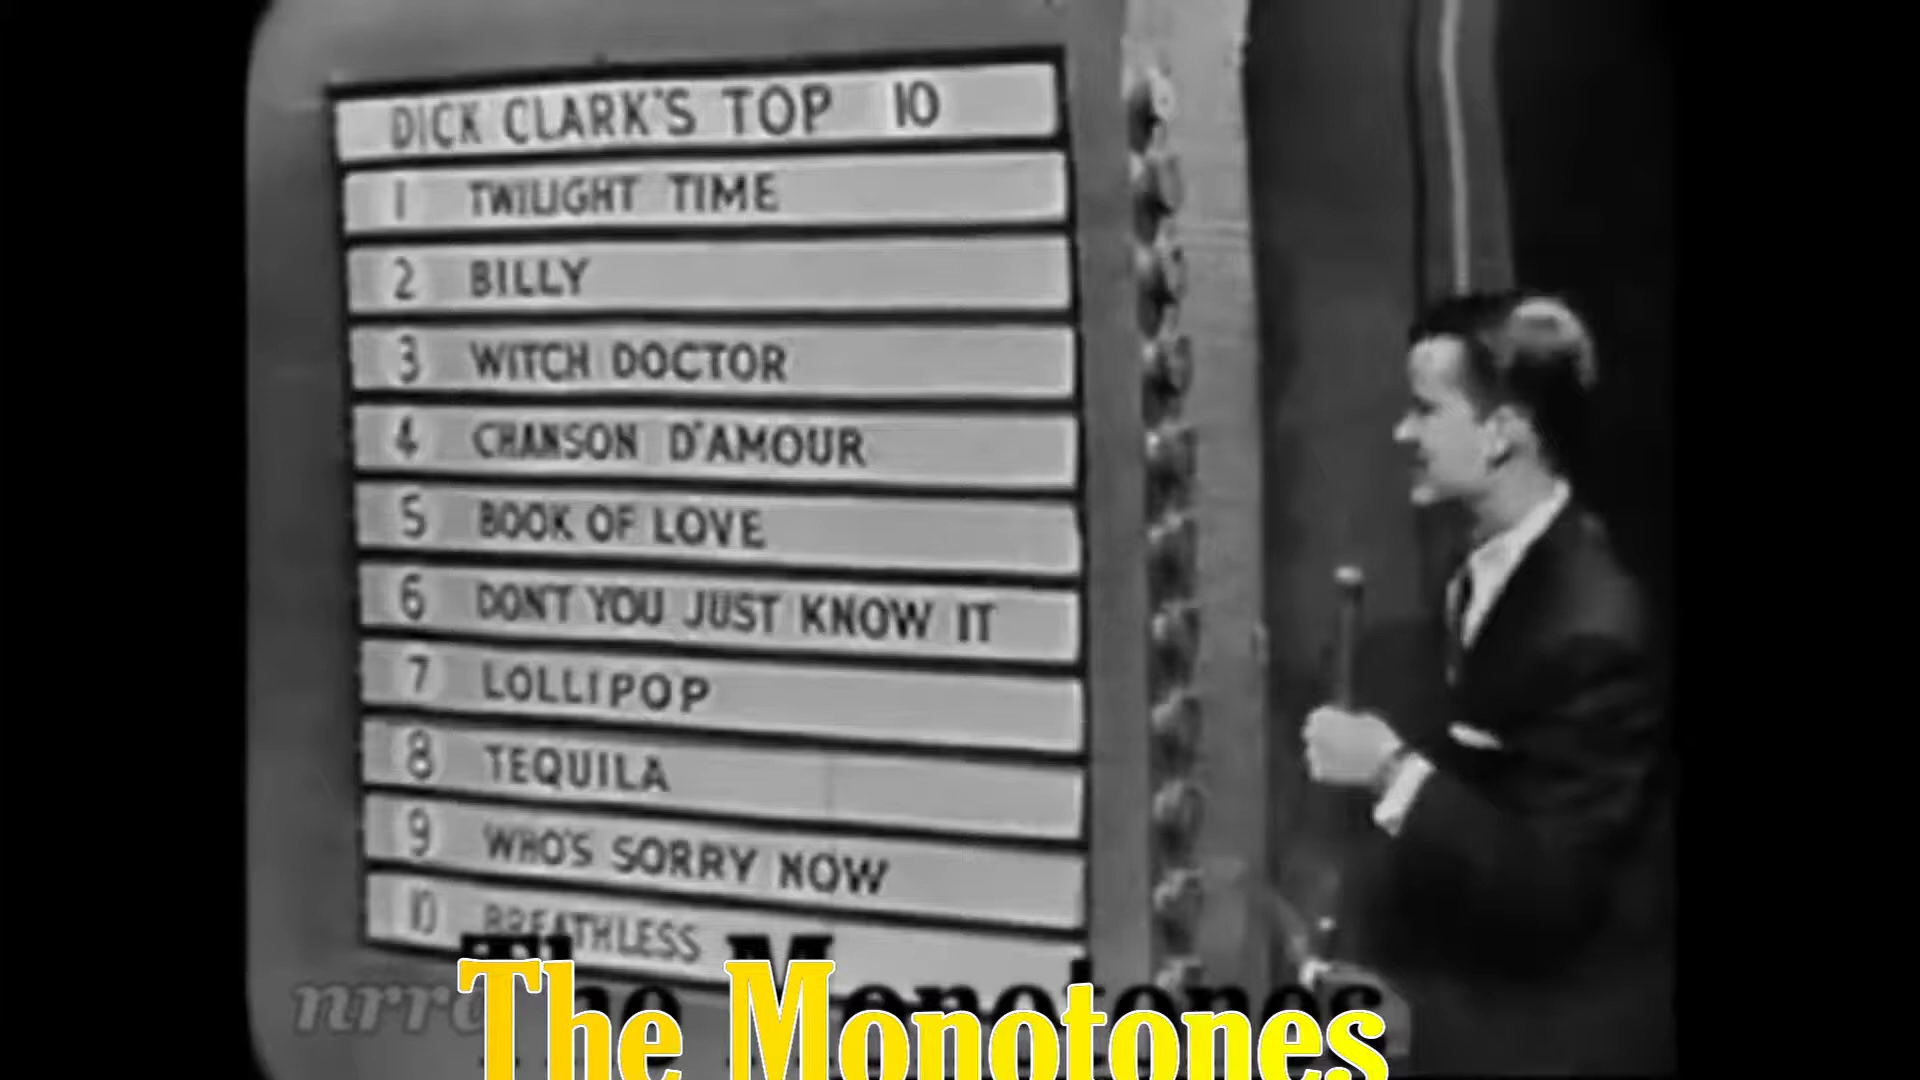 DICK CLARK'S TOP 10
1 TWILIGHT TIME
2 BILLY
3 WITCH DOCTOR
4 CHANSON D'AMOUR
5 BOOK OF LOVE
6 DON'T YOU JUST KNOW IT
7 LOLLIPOP
8 TEQUILA
9 WHO'S SORRY NOW
10 BREATHLESS
The Monotones